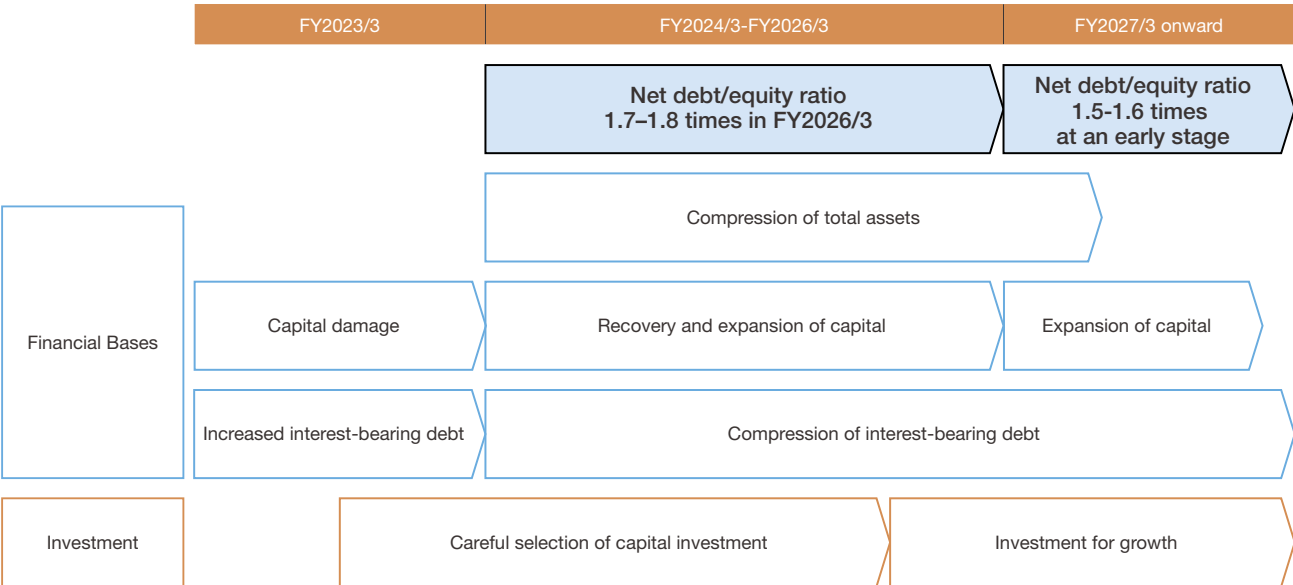 FY2023/3
FY2024/3-FY2026/3
FY2027/3 onward
Net debt/equity ratio
1.7–1.8 times in FY2026/3
Net debt/equity ratio
1.5-1.6 times
at an early stage
Compression of total assets
Financial Bases
Capital damage
Recovery and expansion of capital
Expansion of capital
Increased interest-bearing debt
Compression of interest-bearing debt
Investment
Careful selection of capital investment
Investment for growth